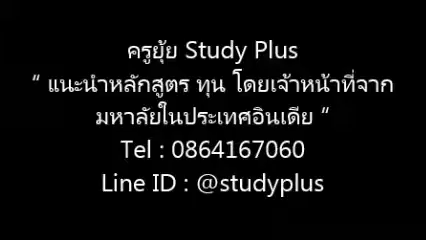 ครูยุ้ย Study Plus
“ แนะนำหลักสูตร ทุน โดยเจ้าหน้าที่จาก
มหาลัยในประเทศอินเดีย “
Tel : 0864167060
Line ID : @studyplus